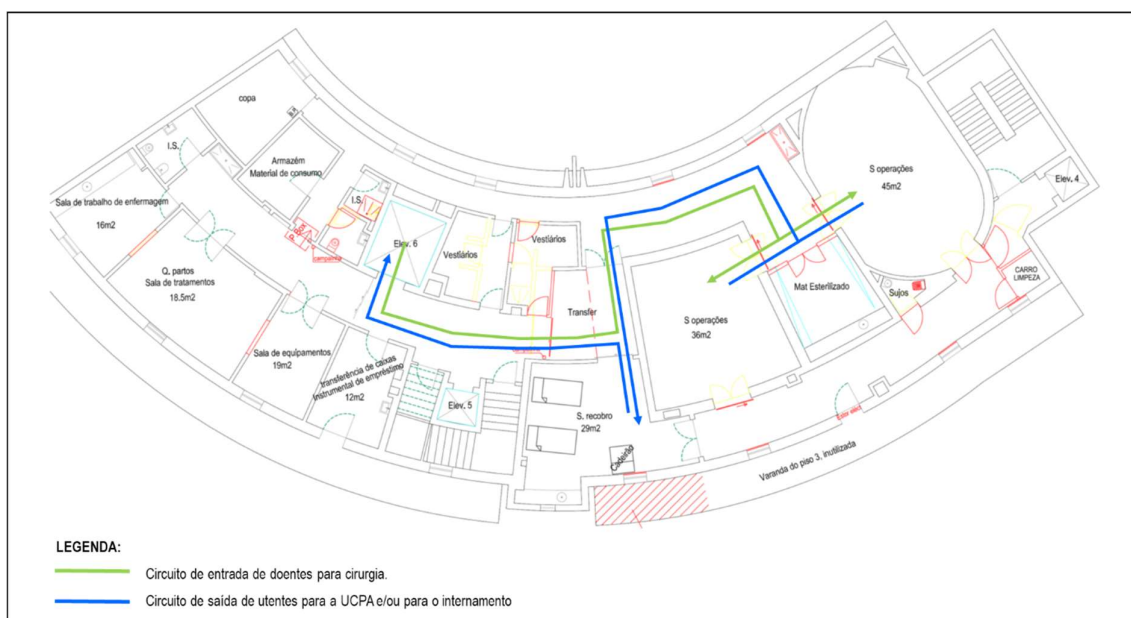 copa
I.S.
Armazém
Material de consumo
Sala de trabalho de enfermagem
16m2
I.S.
Q. partos
Sala de tratamentos
18.5m2
Elev. 6
Vestiários
Vestiários
Transfer
S operações
45m2
Elev. 4
CARRO
LIMPEZA
Mat Esterilizado
Sujos
S operações
36m2
Sala de equipamentos
19m2
Transferência de caixas
Instrumental de empréstimo
12m2
Elev. 5
S. recobro
29m2
Cadeirão
Varanda do piso 3, inutilizada
LEGENDA:
Circuito de entrada de doentes para cirurgia.
Circuito de saída de utentes para a UCPA e/ou para o internamento